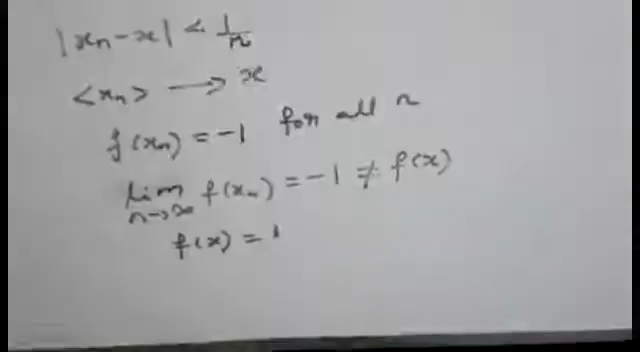 |xn - x| < 1/n
<xn> → x
f(xn) = -1 for all n
lim n→∞ f(xn) = -1 ≠ f(x)
f(x) = 1